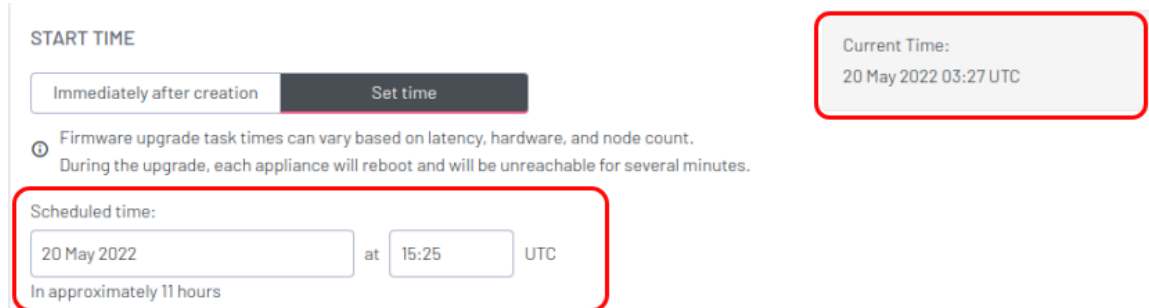 START TIME
Current Time:
20 May 2022 03:27 UTC
Immediately after creation Set time
Firmware upgrade task times can vary based on latency, hardware, and node count.
During the upgrade, each appliance will reboot and will be unreachable for several minutes.
Scheduled time:
20 May 2022 at 15:25 UTC
In approximately 11 hours